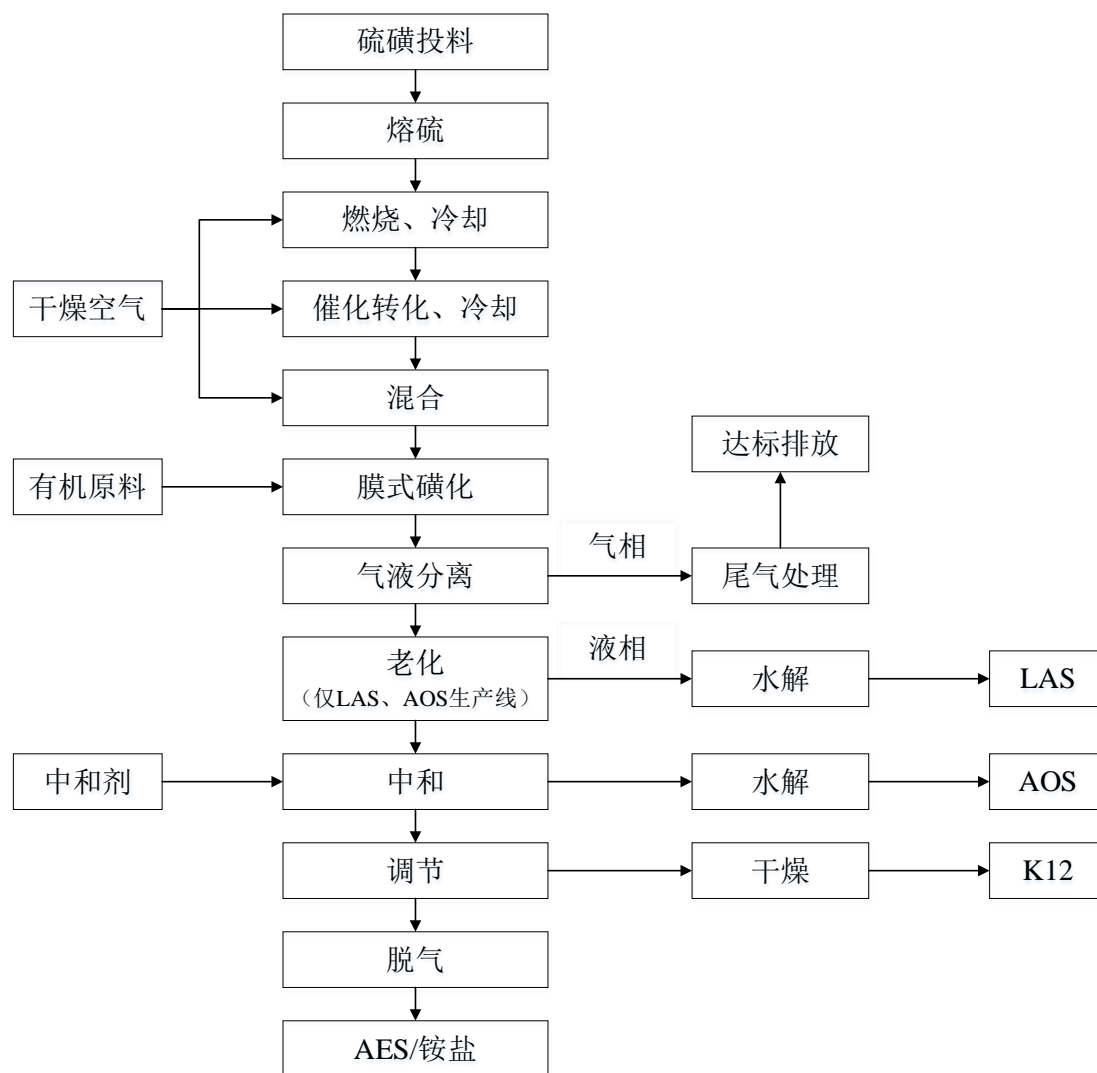 硫磺投料
熔硫
燃烧、冷却
干燥空气
催化转化、冷却
混合
达标排放
有机原料
膜式磺化
气相
气液分离
尾气处理
液相
老化
（仅LAS、AOS生产线）
水解
LAS
中和剂
中和
水解
AOS
调节
干燥
K12
脱气
AES/铵盐